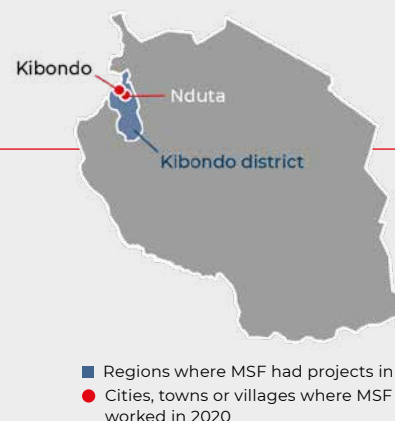 Kibondo
Nduta
Kibondo district
Regions where MSF had projects in
Cities, towns or villages where MSF
worked in 2020